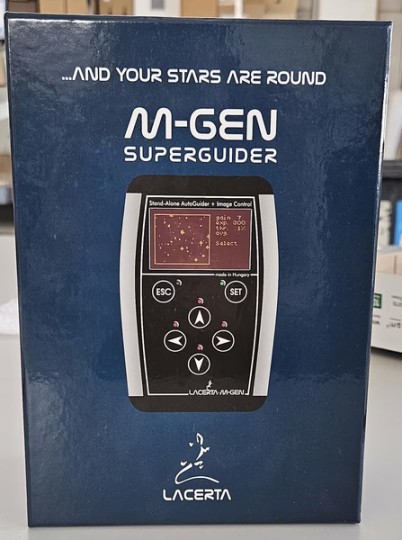 ...AND YOUR STARS ARE ROUND
M-GEN
SUPERGUIDER
Stand-Alone AutoGuider + Image Control
gain 7
exp. 000
thr. 1%
ovs
Select
made in Hungary
ESC
SET
LACERTA M-GEN
LACERTA